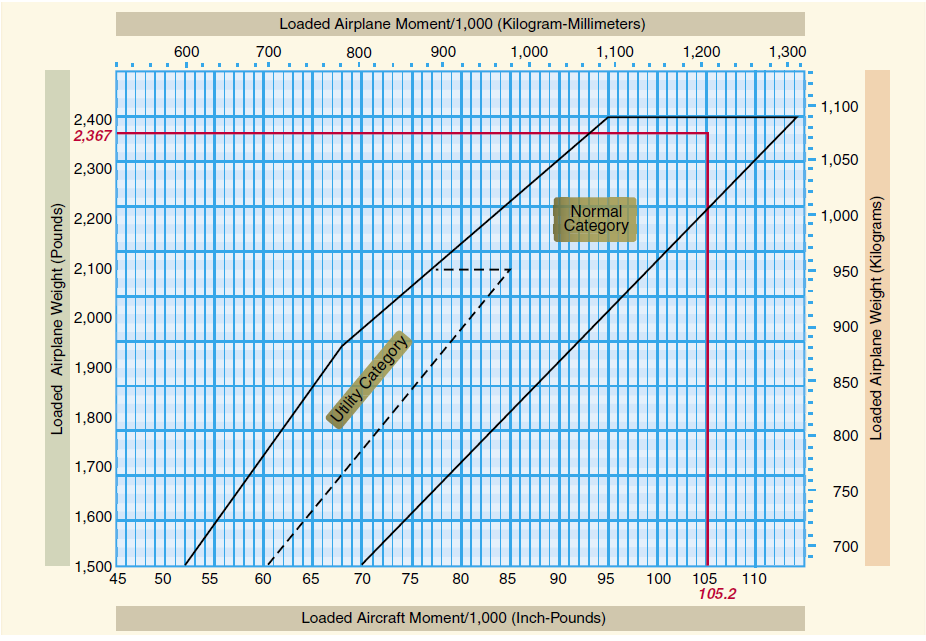 Loaded Airplane Moment/1,000 (Kilogram-Millimeters)
600 700 800 900 1,000 1,100 1,200 1,300
Loaded Airplane Weight (Pounds)
2,400
2,367
2,300
2,200
2,100
2,000
1,900
1,800
1,700
1,600
1,500
Normal
Category
Utility Category
1,100
1,050
1,000
950
900
850
800
750
700
Loaded Airplane Weight (Kilograms)
45 50 55 60 65 70 75 80 85 90 95 100 105 110
105.2
Loaded Aircraft Moment/1,000 (Inch-Pounds)